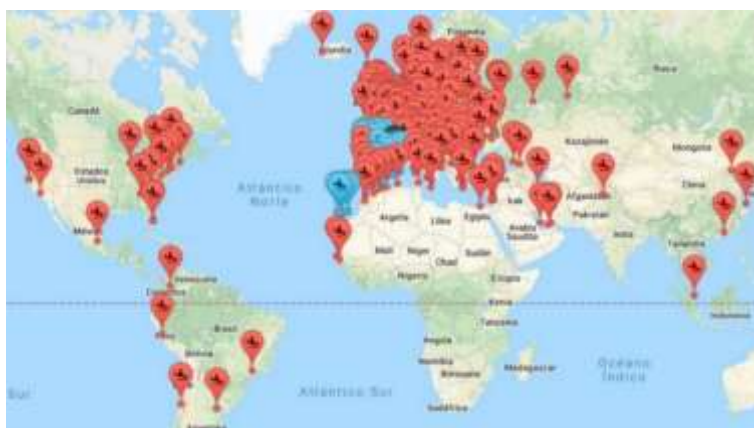 Islandia
Finlandia
Rusia
Canadá
Kazajistán
Mongolia
Estados
Unidos
Atlántico
Norte
China
Afganistán
Irak
Pakistán
Argelia
Libia
Egipto
Arabia
Saudita
India
México
Mali
Níger
Chad
Sudán
Tailandia
Nigeria
Etiopía
Venezuela
Colombia
Kenia
Indonesia
Tanzania
Perú
Brasil
Bolivia
Angola
Namibia
Botsuana
Madagascar
Océano
Índico
Atlántico Sur
Sur
Sudáfrica
Argentina